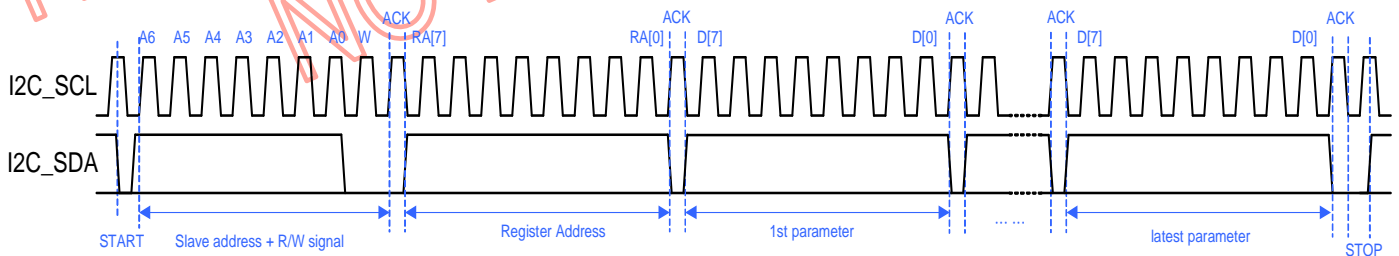 ACK ACK ACK ACK ACK
A6 A5 A4 A3 A2 A1 A0 W RA[7] RA[0] D[7] D[0] D[7] D[0]
I2C_SCL
I2C_SDA
START Slave address + R/W signal Register Address 1st parameter ... ... latest parameter STOP